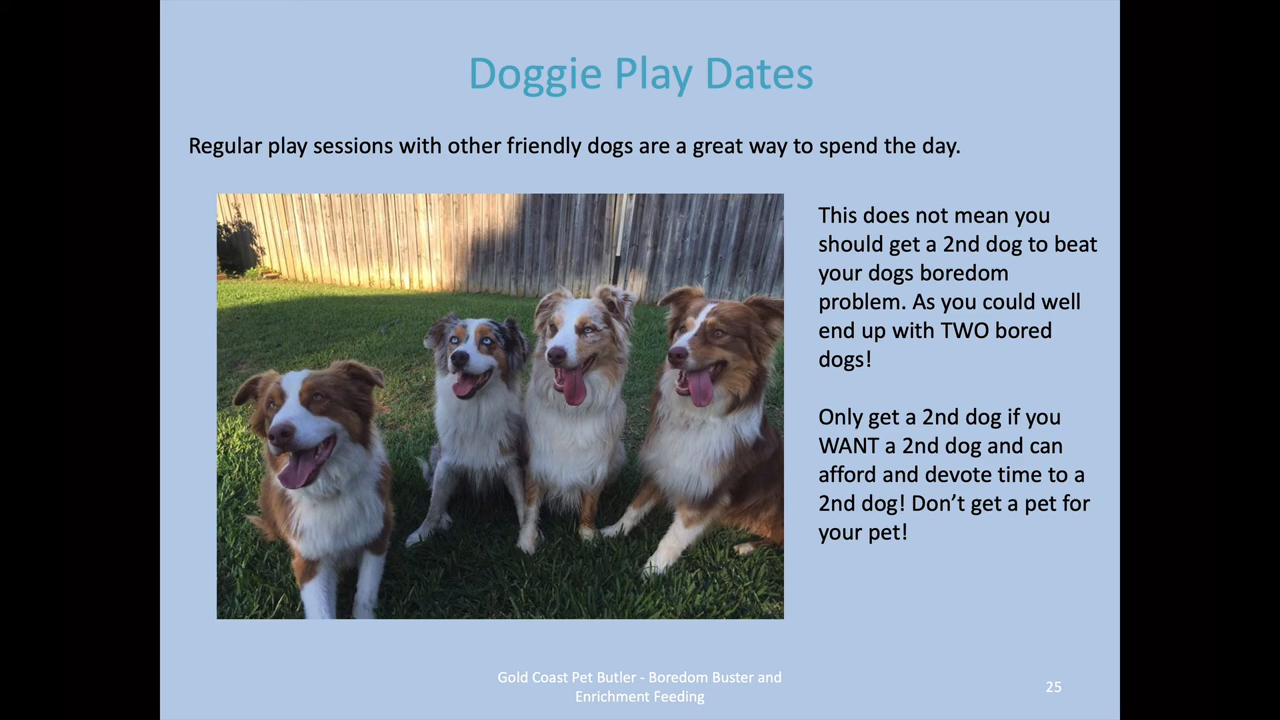 Doggie Play Dates
Regular play sessions with other friendly dogs are a great way to spend the day.
This does not mean you
should get a 2nd dog to beat
your dogs boredom
problem. As you could well
end up with TWO bored
dogs!
Only get a 2nd dog if you
WANT a 2nd dog and can
afford and devote time to a
2nd dog! Don’t get a pet for
your pet!
Gold Coast Pet Butler - Boredom Buster and
Enrichment Feeding
25